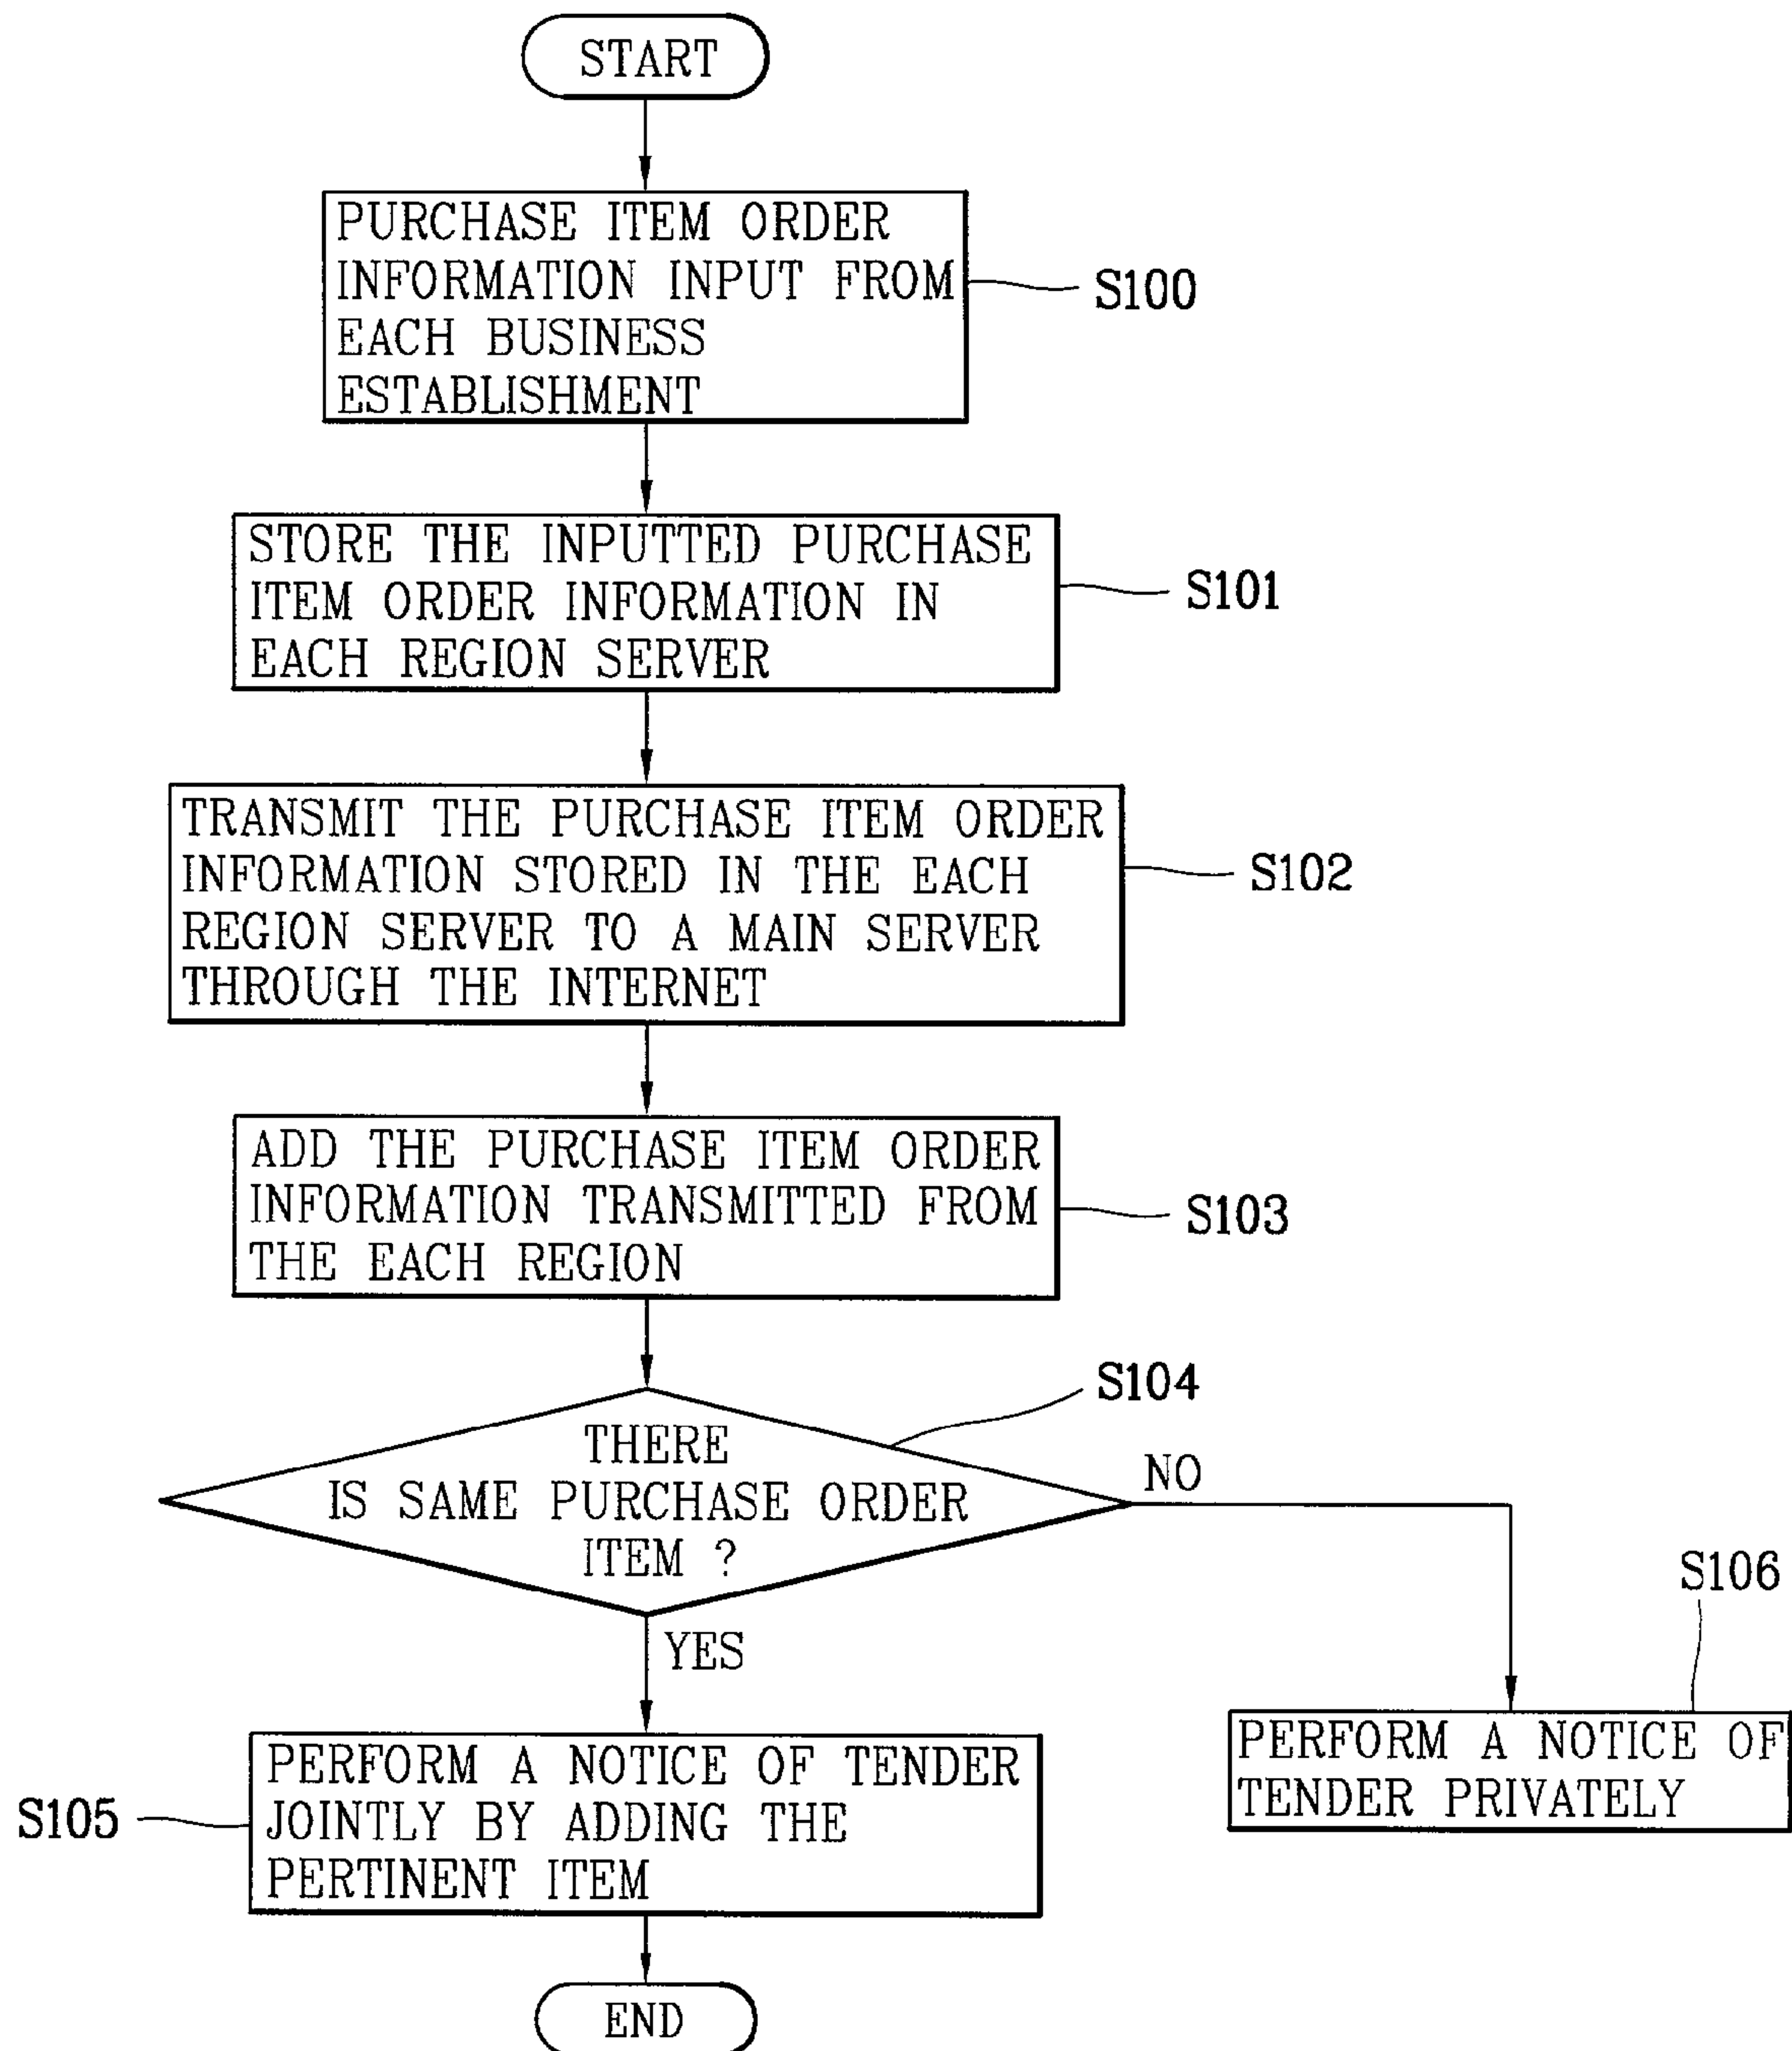 START
PURCHASE ITEM ORDER
INFORMATION INPUT FROM
EACH BUSINESS
ESTABLISHMENT
S100
STORE THE INPUTTED PURCHASE
ITEM ORDER INFORMATION IN
EACH REGION SERVER
S101
TRANSMIT THE PURCHASE ITEM ORDER
INFORMATION STORED IN THE EACH
REGION SERVER TO A MAIN SERVER
THROUGH THE INTERNET
S102
ADD THE PURCHASE ITEM ORDER
INFORMATION TRANSMITTED FROM
THE EACH REGION
S103
THERE
IS SAME PURCHASE ORDER
ITEM ?
S104
NO
YES
S106
PERFORM A NOTICE OF
TENDER PRIVATELY
PERFORM A NOTICE OF TENDER
JOINTLY BY ADDING THE
PERTINENT ITEM
S105
END